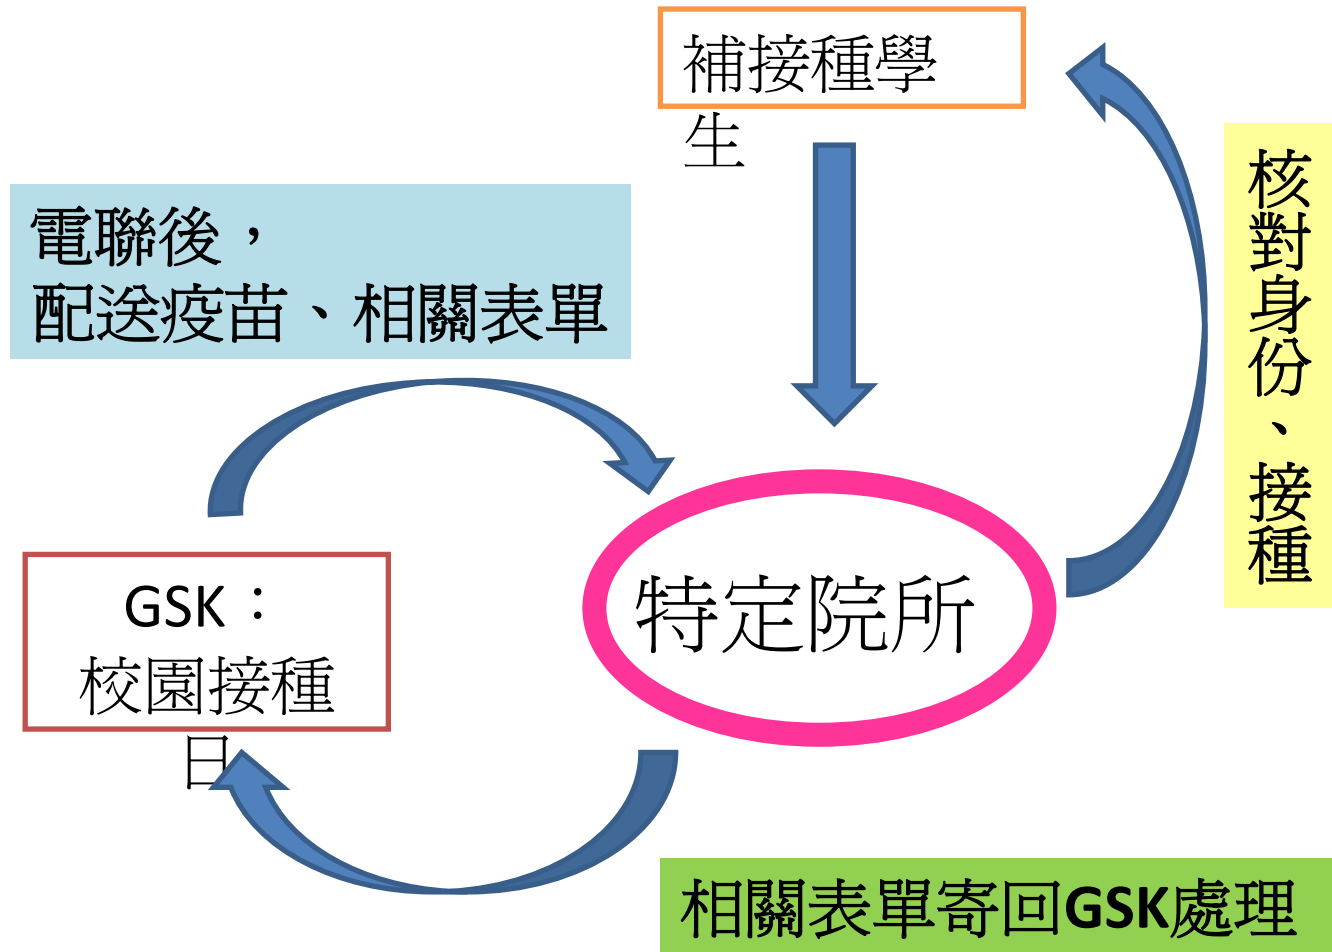 補接種學
生
電聯後，
配送疫苗、相關表單
核對身份、接種
GSK：
校園接種
日
特定院所
相關表單寄回GSK處理